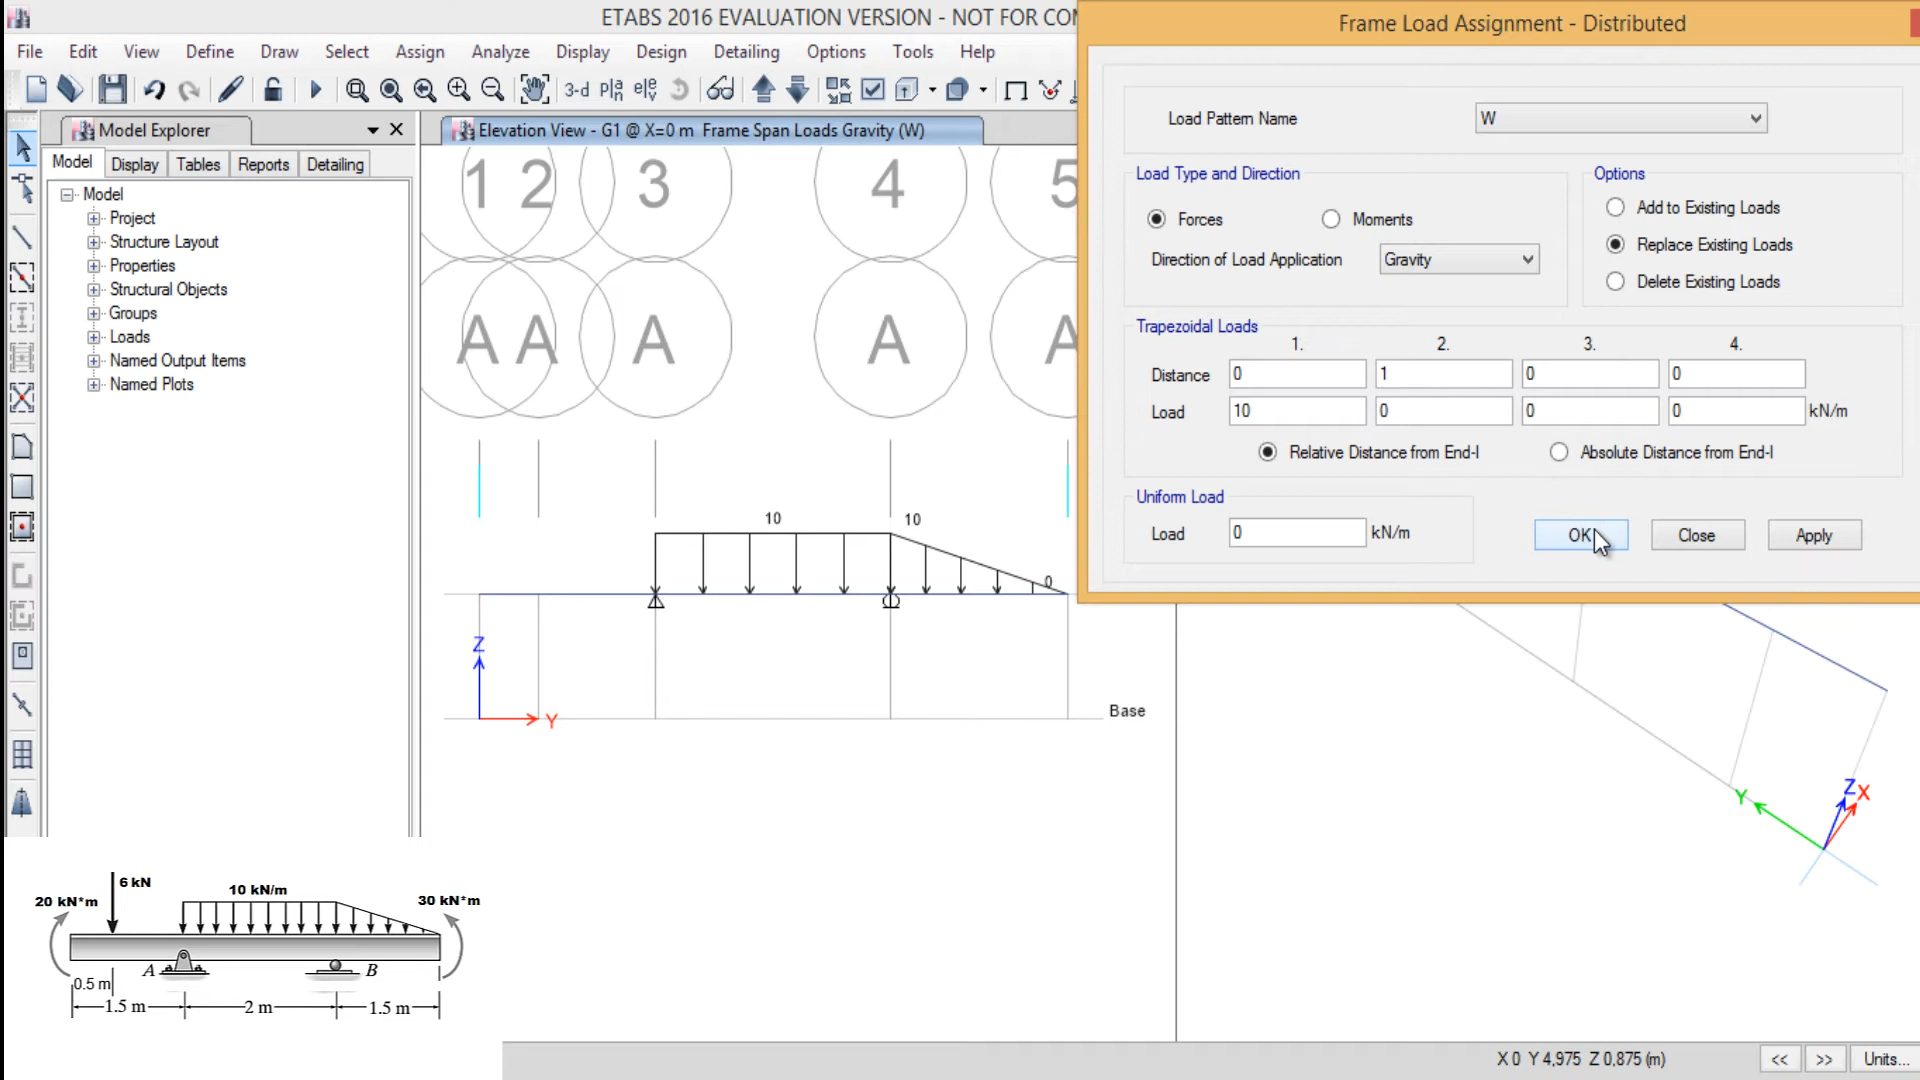 ETABS 2016 EVALUATION VERSION - NOT FOR CO
File Edit View Define Draw Select Assign Analyze Display Design Detailing Options Tools Help
3-d
Model Explorer
Model Display Tables Reports Detailing
Model
Project
Structure Layout
Properties
Structural Objects
Groups
Loads
Named Output Items
Named Plots
Elevation View - G1 @ X=0 m Frame Span Loads Gravity (W)
1 2 3 4 5
A A A A A
10 10
0
Z
Y
Base
Frame Load Assignment - Distributed
Load Pattern Name W
Load Type and Direction
Forces Moments
Direction of Load Application Gravity
Options
Add to Existing Loads
Replace Existing Loads
Delete Existing Loads
Trapezoidal Loads
1. 2. 3. 4.
Distance 0 1 0 0
Load 10 0 0 0 kN/m
Relative Distance from End-I Absolute Distance from End-I
Uniform Load
Load 0 kN/m
OK Close Apply
Y Z X
6 kN
20 kN*m
10 kN/m
30 kN*m
A B
0.5 m
1.5 m 2 m 1.5 m
X 0 Y 4,975 Z 0,875 (m)
<< >> Units...